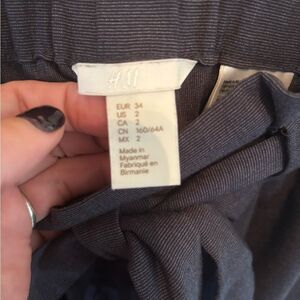 H&M
EUR 34
US 2
CA 2
CN 160/64A
MX 2
Made in
Myanmar
Fabriqué en
Birmanie